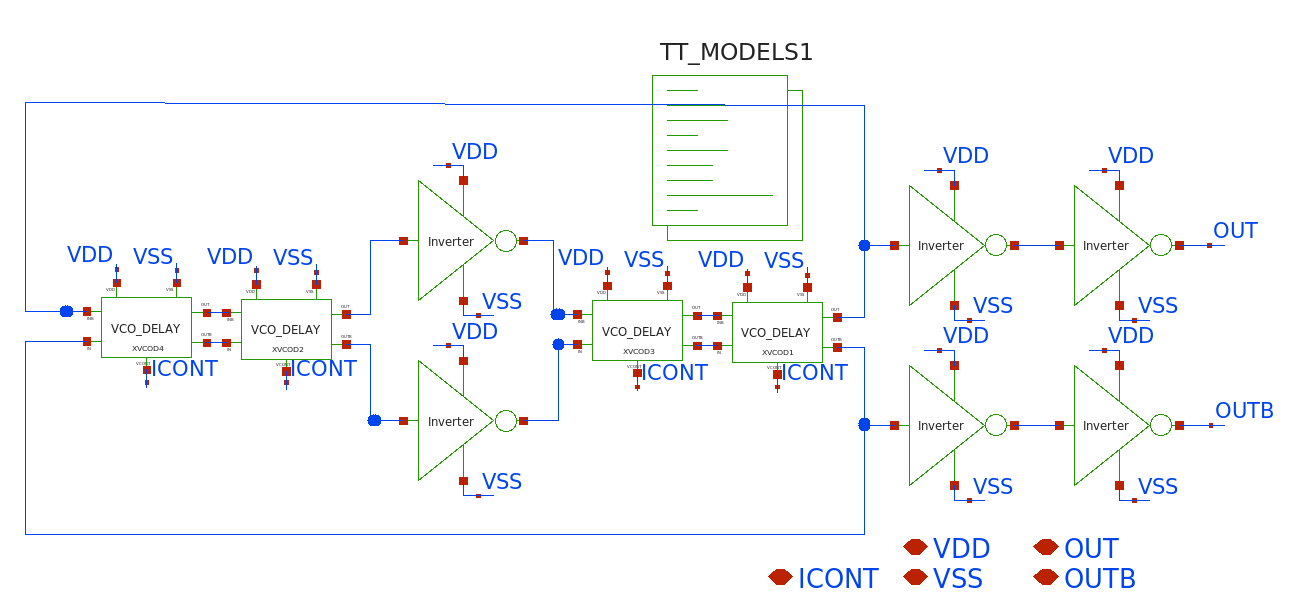 TT_MODELS1
VDD
VDD
VDD
Inverter
Inverter
Inverter
OUT
VDD
VSS
VDD
VSS
VDD
VSS
VDD
VSS
VSS
VSS
VSS
VCO_DELAY
XVCOD4
ICONT
VCO_DELAY
XVCOD2
ICONT
VDD
VCO_DELAY
XVCOD3
ICONT
VCO_DELAY
XVCOD1
ICONT
VDD
VDD
Inverter
Inverter
Inverter
OUTB
VSS
VSS
VSS
VDD
OUT
ICONT
VSS
OUTB